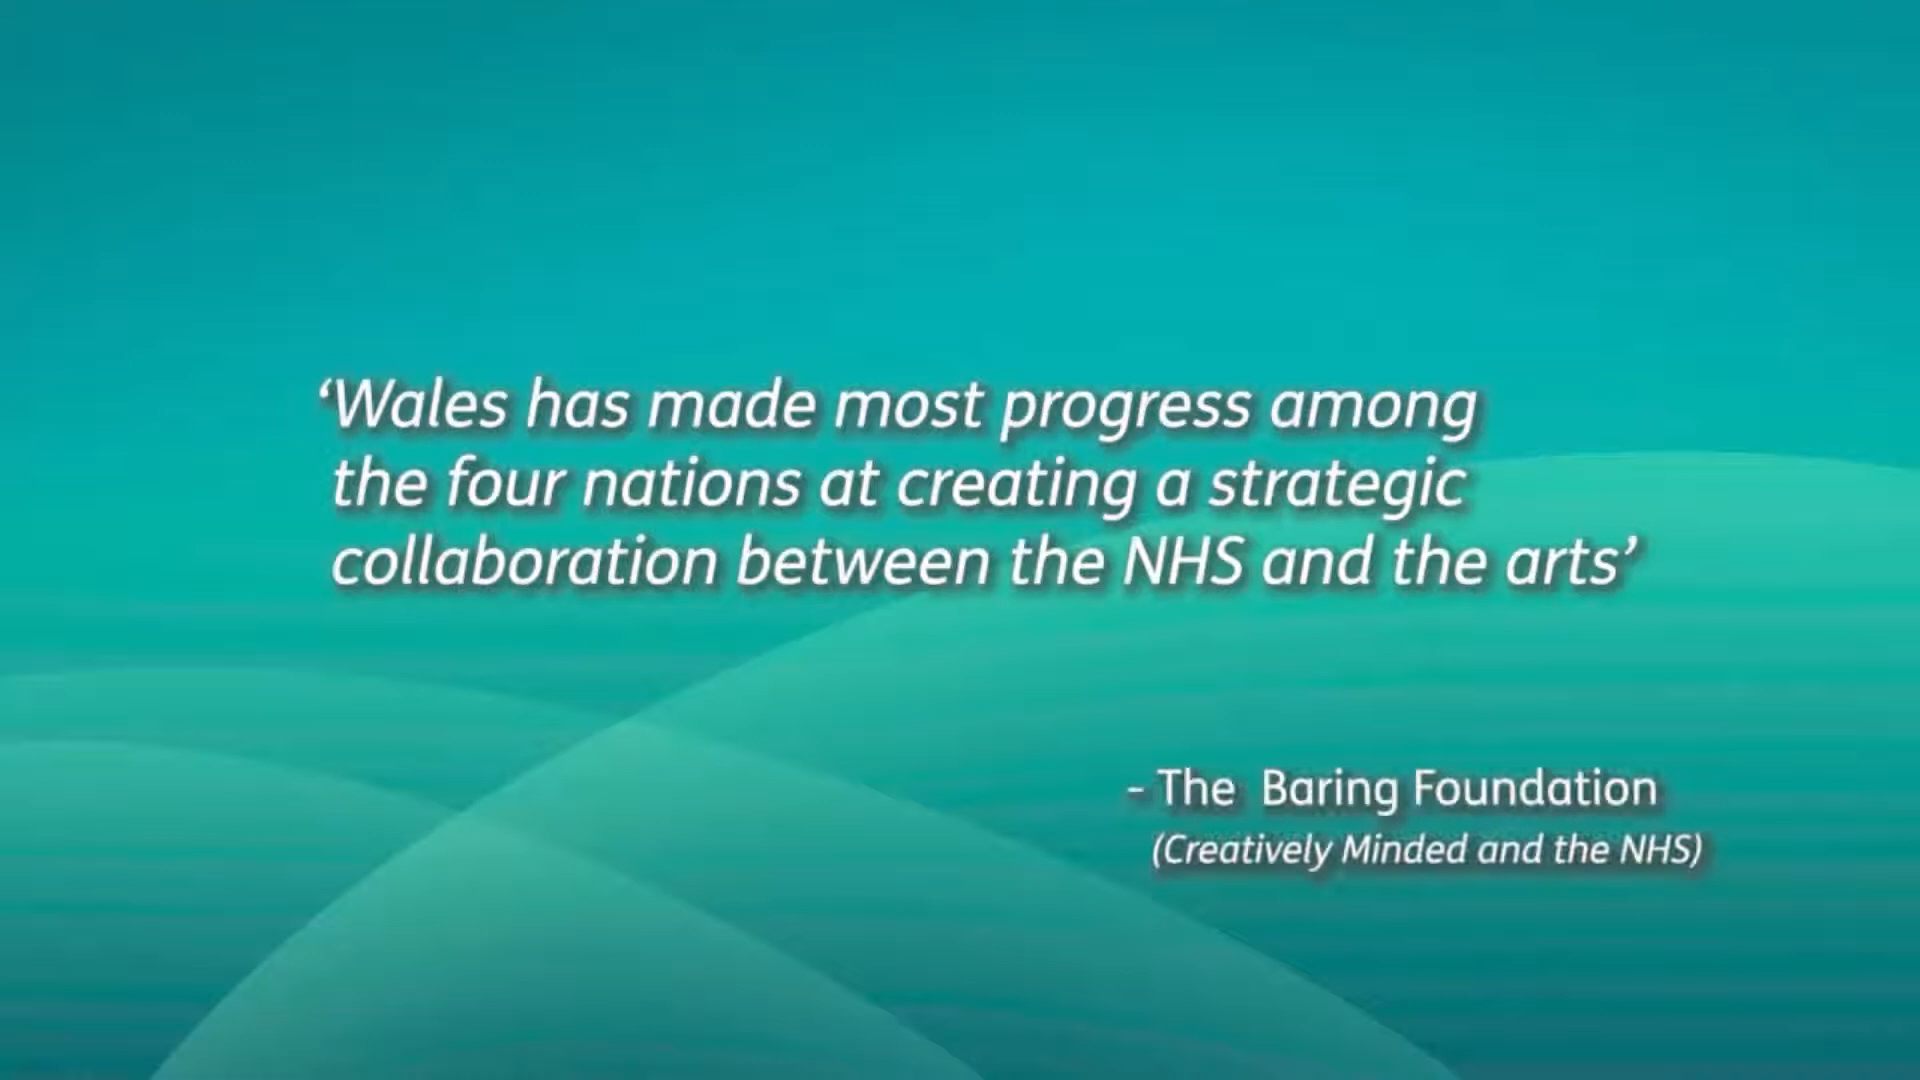 ‘Wales has made most progress among
the four nations at creating a strategic
collaboration between the NHS and the arts’
- The Baring Foundation
(Creatively Minded and the NHS)